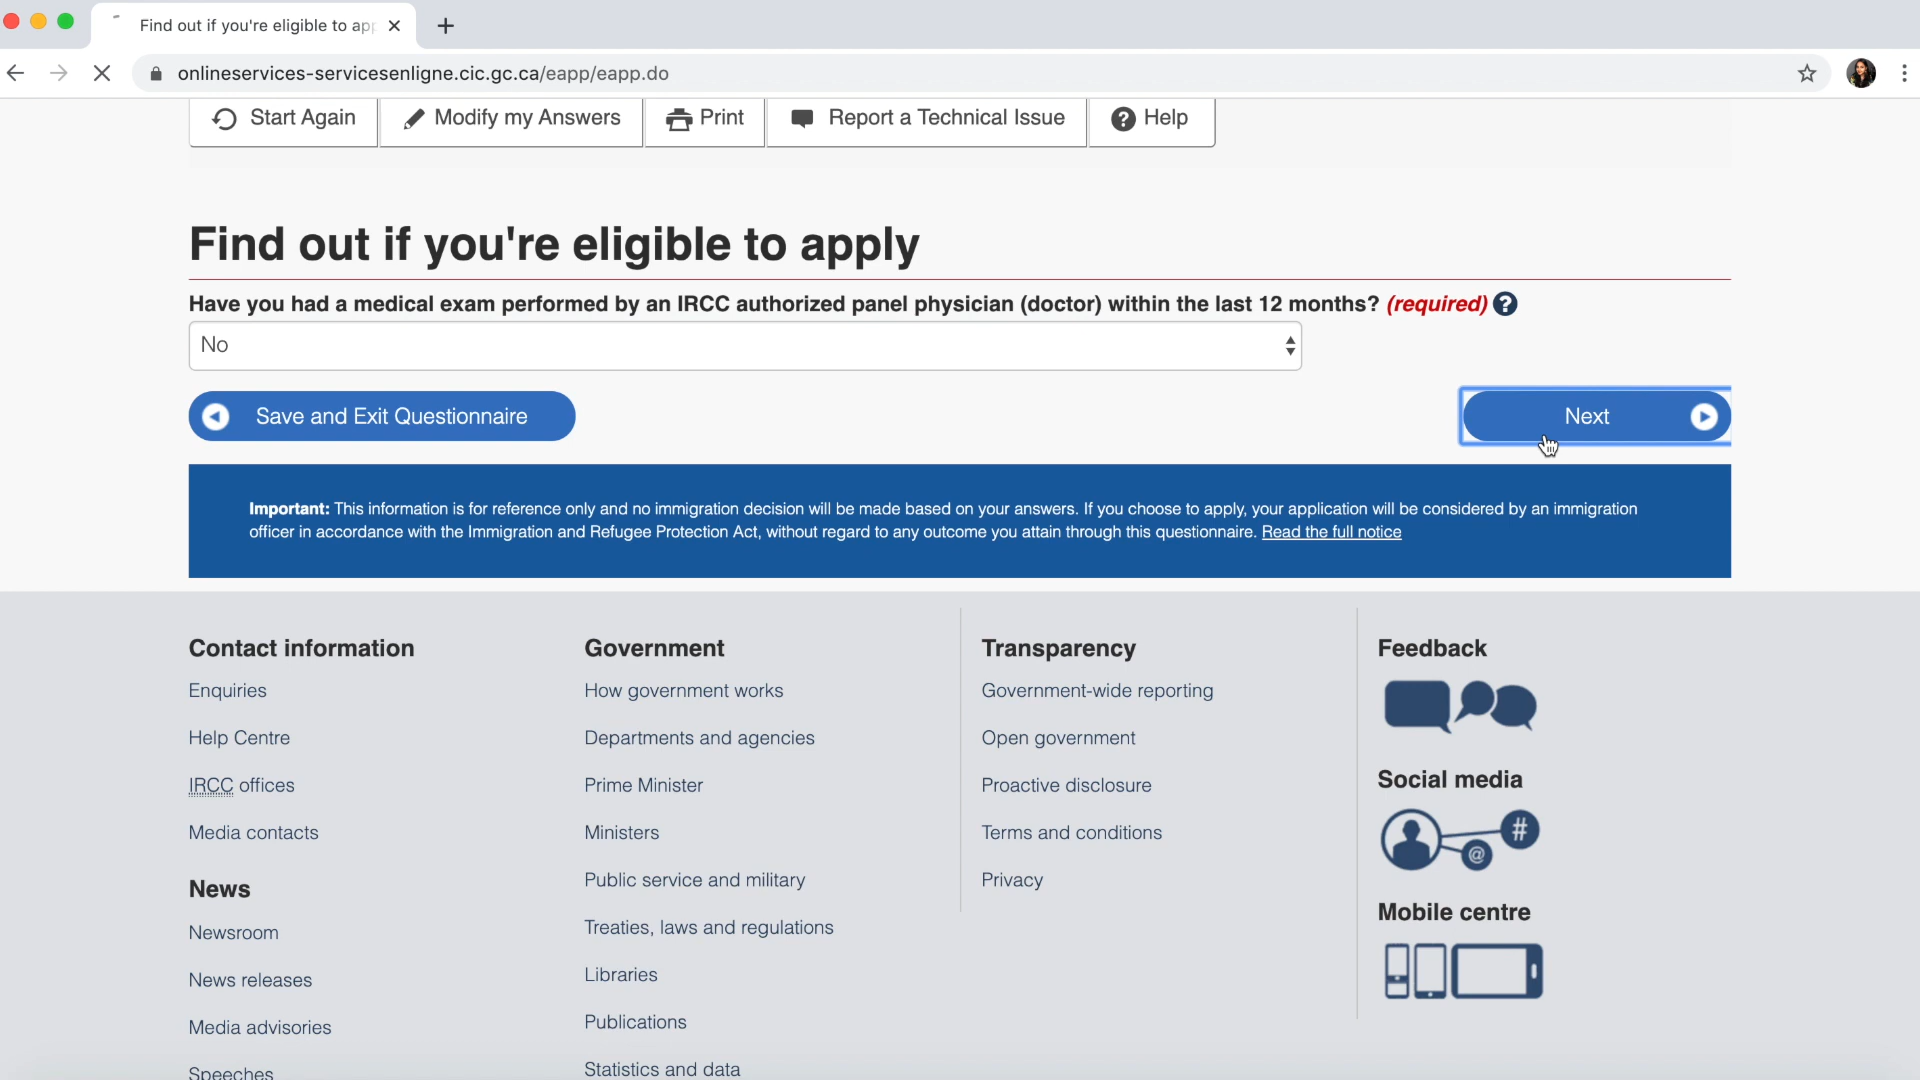 Find out if you're eligible to app
onlineservices-servicesenligne.cic.gc.ca/eapp/eapp.do
Start Again
Modify my Answers
Print
Report a Technical Issue
? Help
Find out if you're eligible to apply
Have you had a medical exam performed by an IRCC authorized panel physician (doctor) within the last 12 months? (required) ?
No
Save and Exit Questionnaire
Next
Important: This information is for reference only and no immigration decision will be made based on your answers. If you choose to apply, your application will be considered by an immigration
officer in accordance with the Immigration and Refugee Protection Act, without regard to any outcome you attain through this questionnaire. Read the full notice
Contact information
Enquiries
Help Centre
IRCC offices
Media contacts
News
Newsroom
News releases
Media advisories
Speeches
Government
How government works
Departments and agencies
Prime Minister
Ministers
Public service and military
Treaties, laws and regulations
Libraries
Publications
Statistics and data
Transparency
Government-wide reporting
Open government
Proactive disclosure
Terms and conditions
Privacy
Feedback
Social media
#
@
Mobile centre